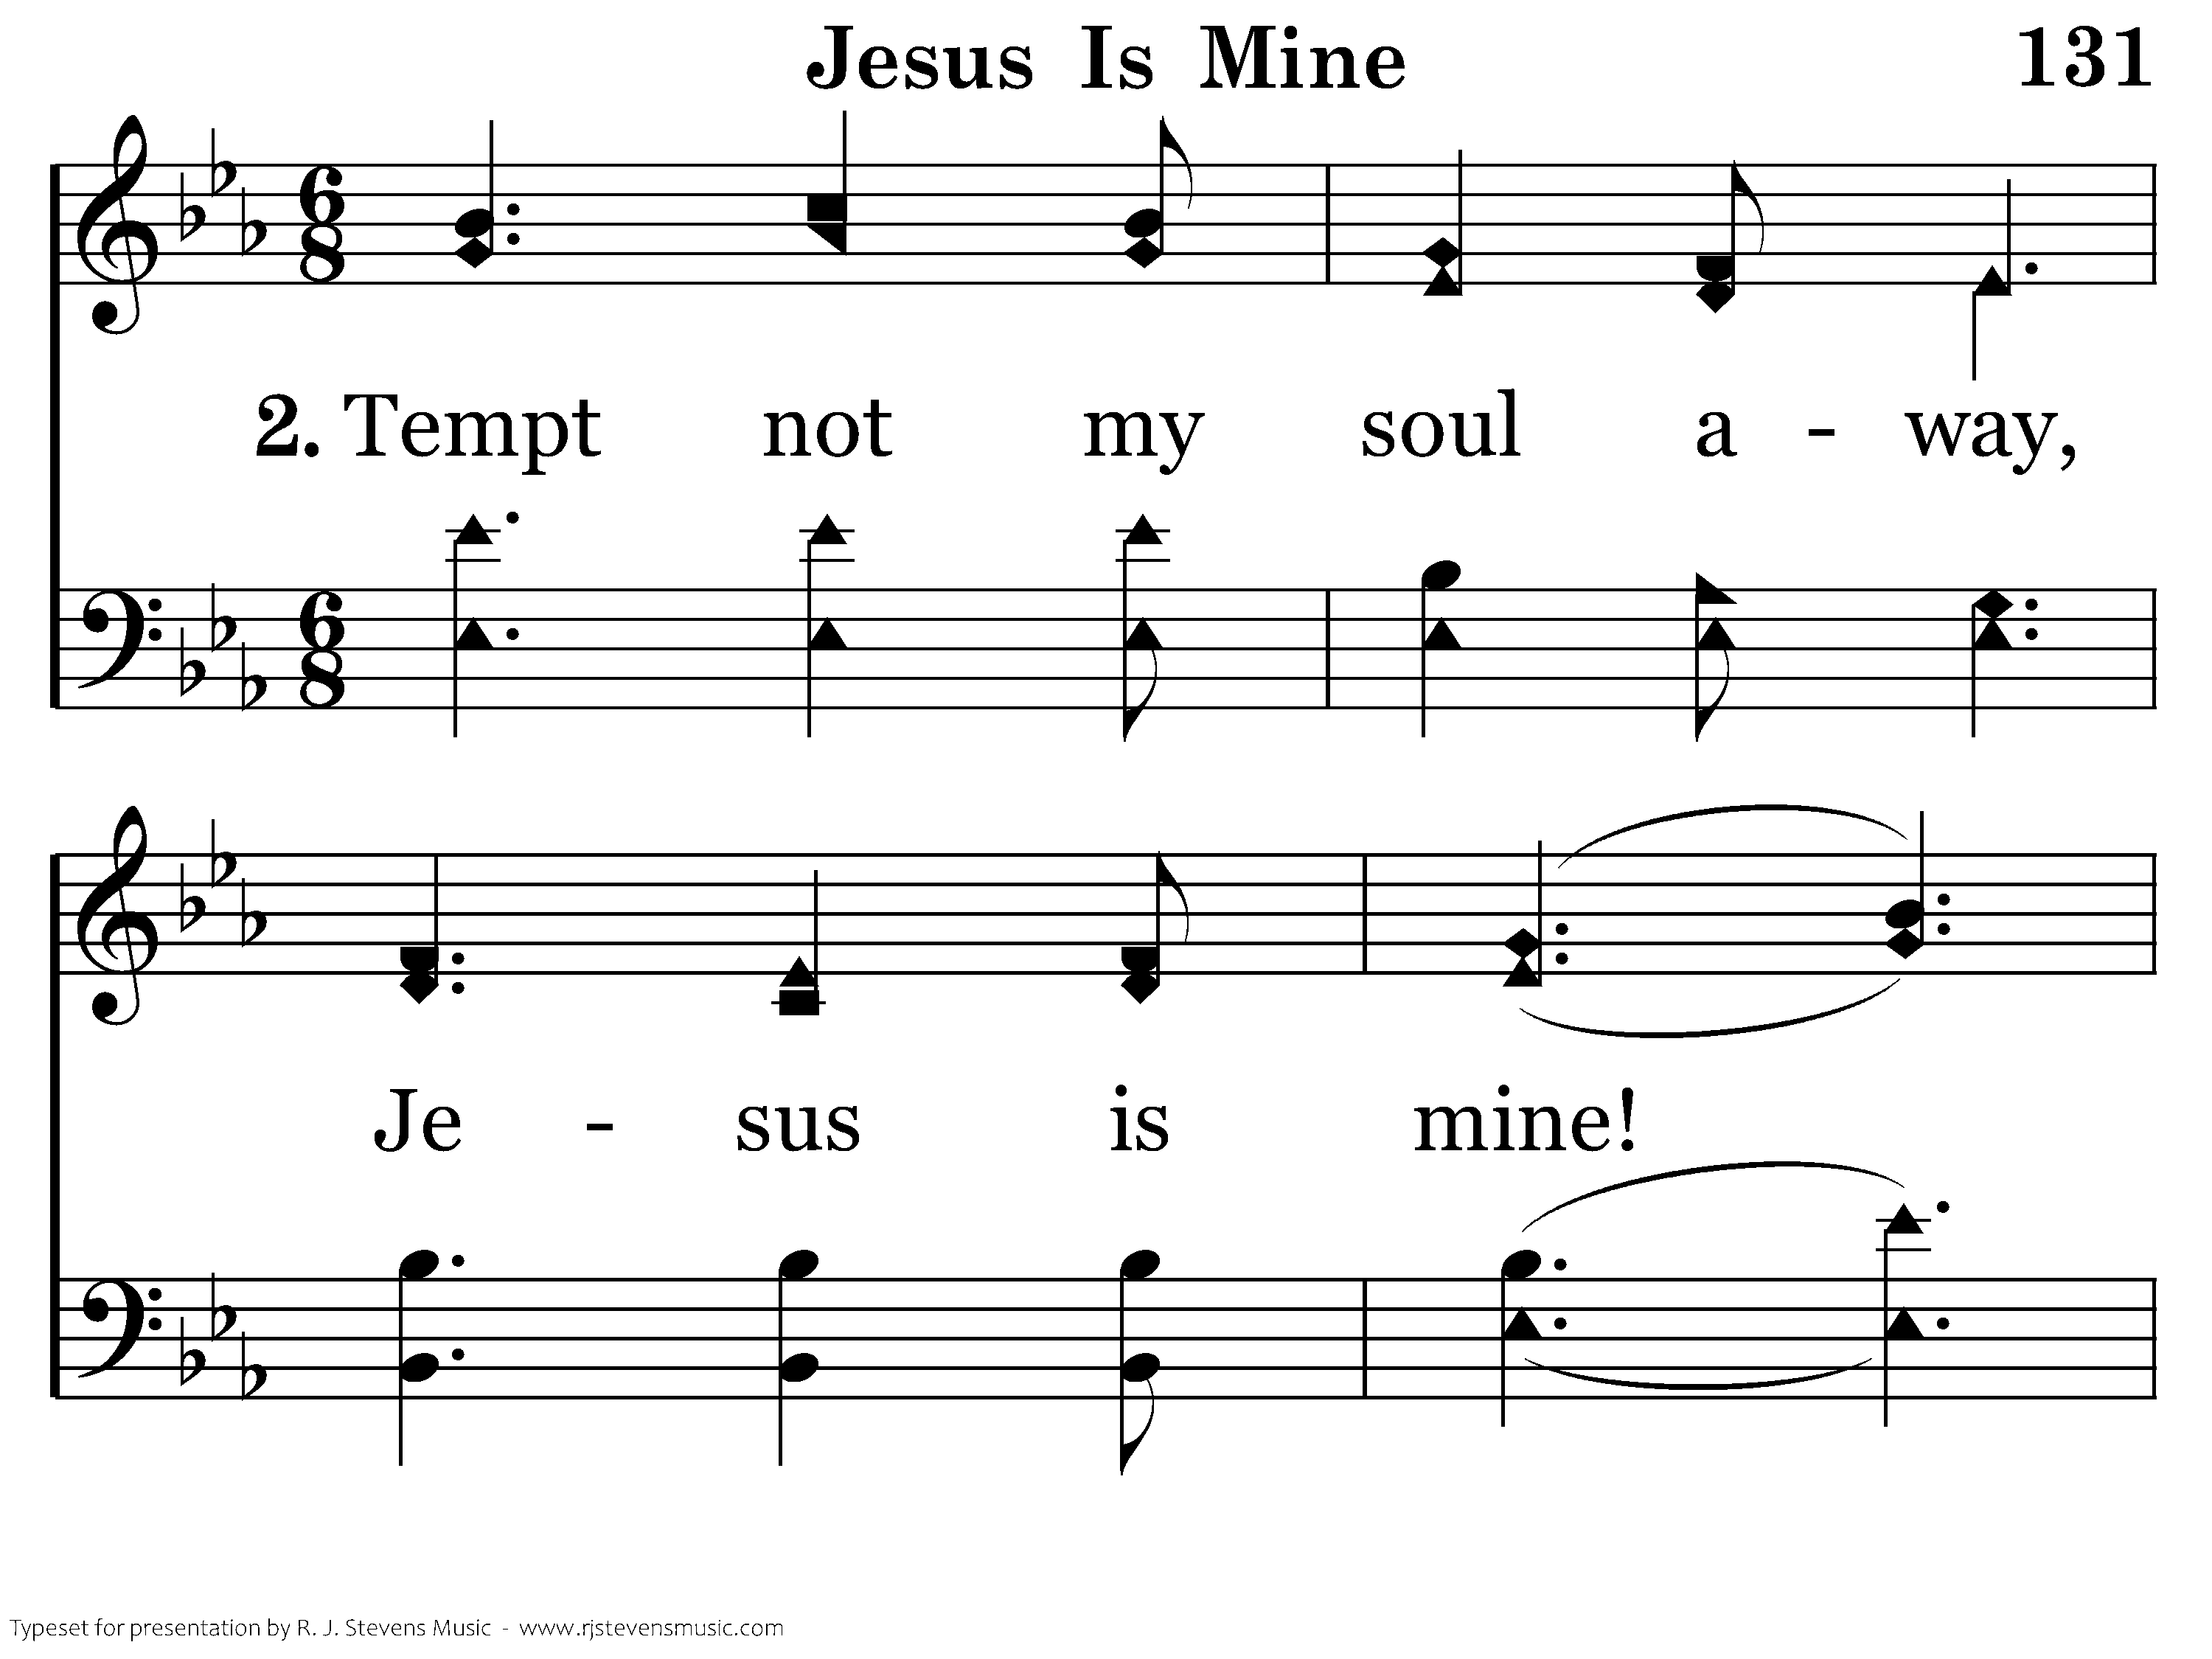 Jesus Is Mine 131
2. Tempt not my soul a - way,
Je - sus is mine!
Typeset for presentation by R. J. Stevens Music - www.rjstevensmusic.com